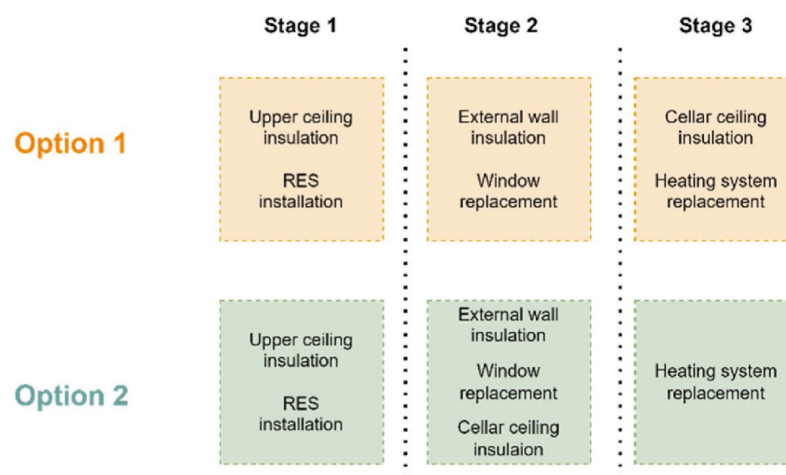 Stage 1
Stage 2
Stage 3
Option 1
Upper ceiling
insulation
RES
installation
External wall
insulation
Window
replacement
Cellar ceiling
insulation
Heating system
replacement
Option 2
Upper ceiling
insulation
RES
installation
External wall
insulation
Window
replacement
Cellar ceiling
insulaion
Heating system
replacement